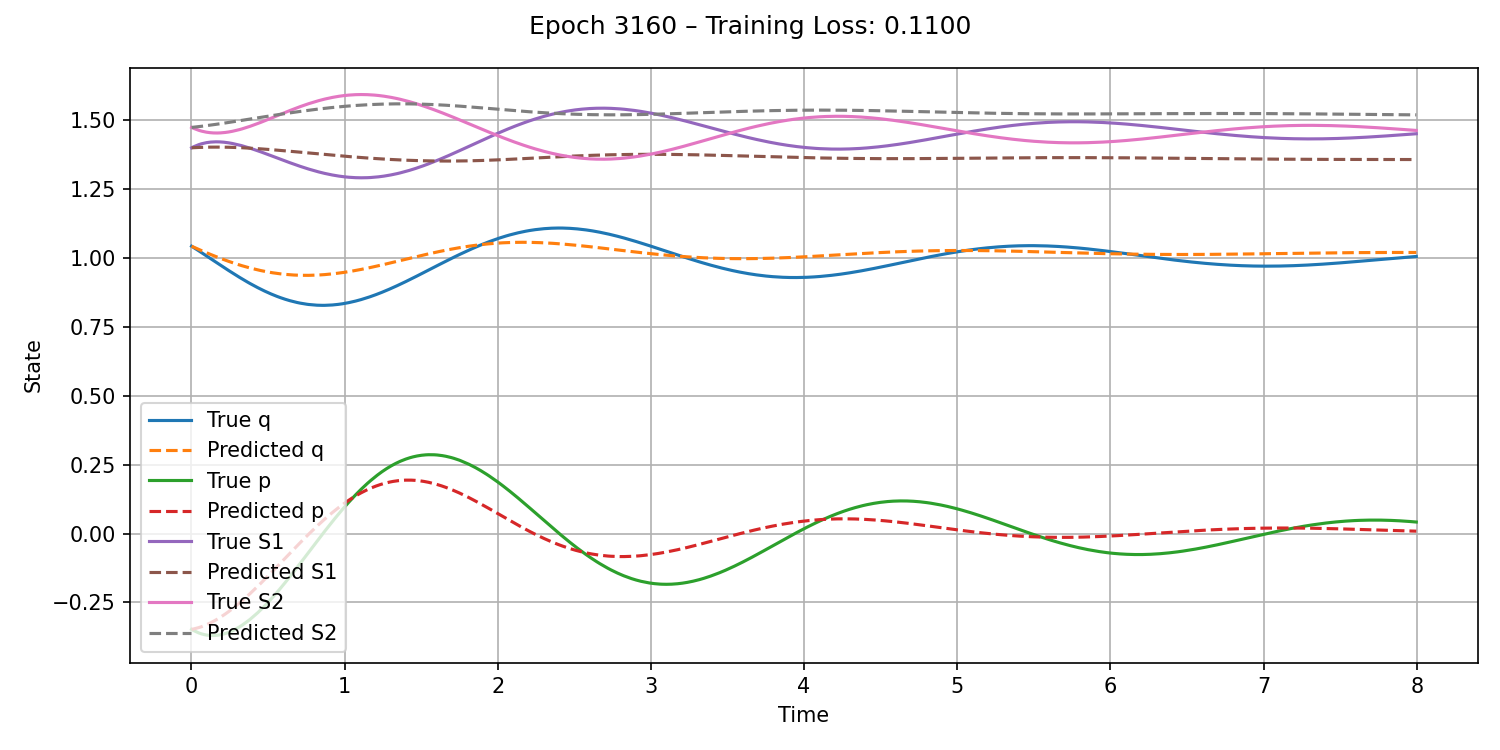 Epoch 3160 – Training Loss: 0.1100
State
1.50
1.25
1.00
0.75
0.50
0.25
0.00
−0.25
True q
Predicted q
True p
Predicted p
True S1
Predicted S1
True S2
Predicted S2
0 1 2 3 4 5 6 7 8
Time